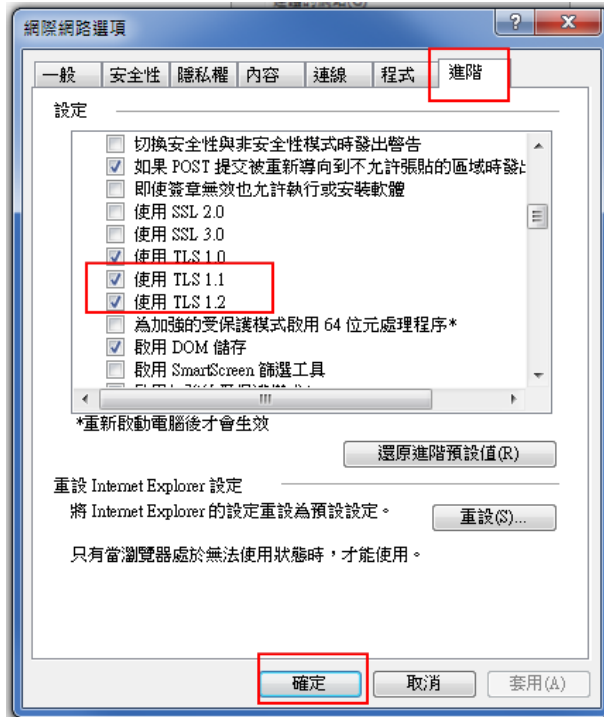 網際網路選項
一般 安全性 隱私權 內容 連線 程式 進階
設定
切換安全性與非安全性模式時發出警告
如果 POST 提交被重新導向到不允許張貼的區域時發出
即使簽章無效也允許執行或安裝軟體
使用 SSL 2.0
使用 SSL 3.0
使用 TLS 1.0
使用 TLS 1.1
使用 TLS 1.2
為加強的受保護模式啟用 64 位元處理程序*
啟用 DOM 儲存
啟用 SmartScreen 篩選工具
*重新啟動電腦後才會生效
還原進階預設值(R)
重設 Internet Explorer 設定
將 Internet Explorer 的設定重設為預設設定。
重設(S)...
只有當瀏覽器處於無法使用狀態時，才能使用。
確定 取消 套用(A)